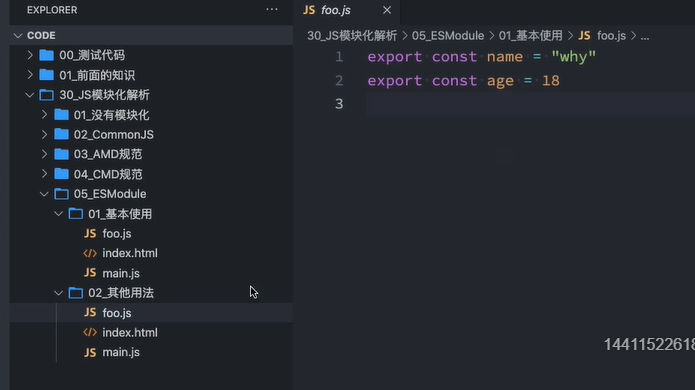 EXPLORER
CODE
00_测试代码
01_前面的知识
30_JS模块化解析
01_没有模块化
02_CommonJS
03_AMD规范
04_CMD规范
05_ESModule
01_基本使用
JS foo.js
</> index.html
JS main.js
02_其他用法
JS foo.js
</> index.html
JS main.js
JS foo.js
30_JS模块化解析 > 05_ESModule > 01_基本使用 > JS foo.js > ...
1 export const name = "why"
2 export const age = 18
3
14411522618